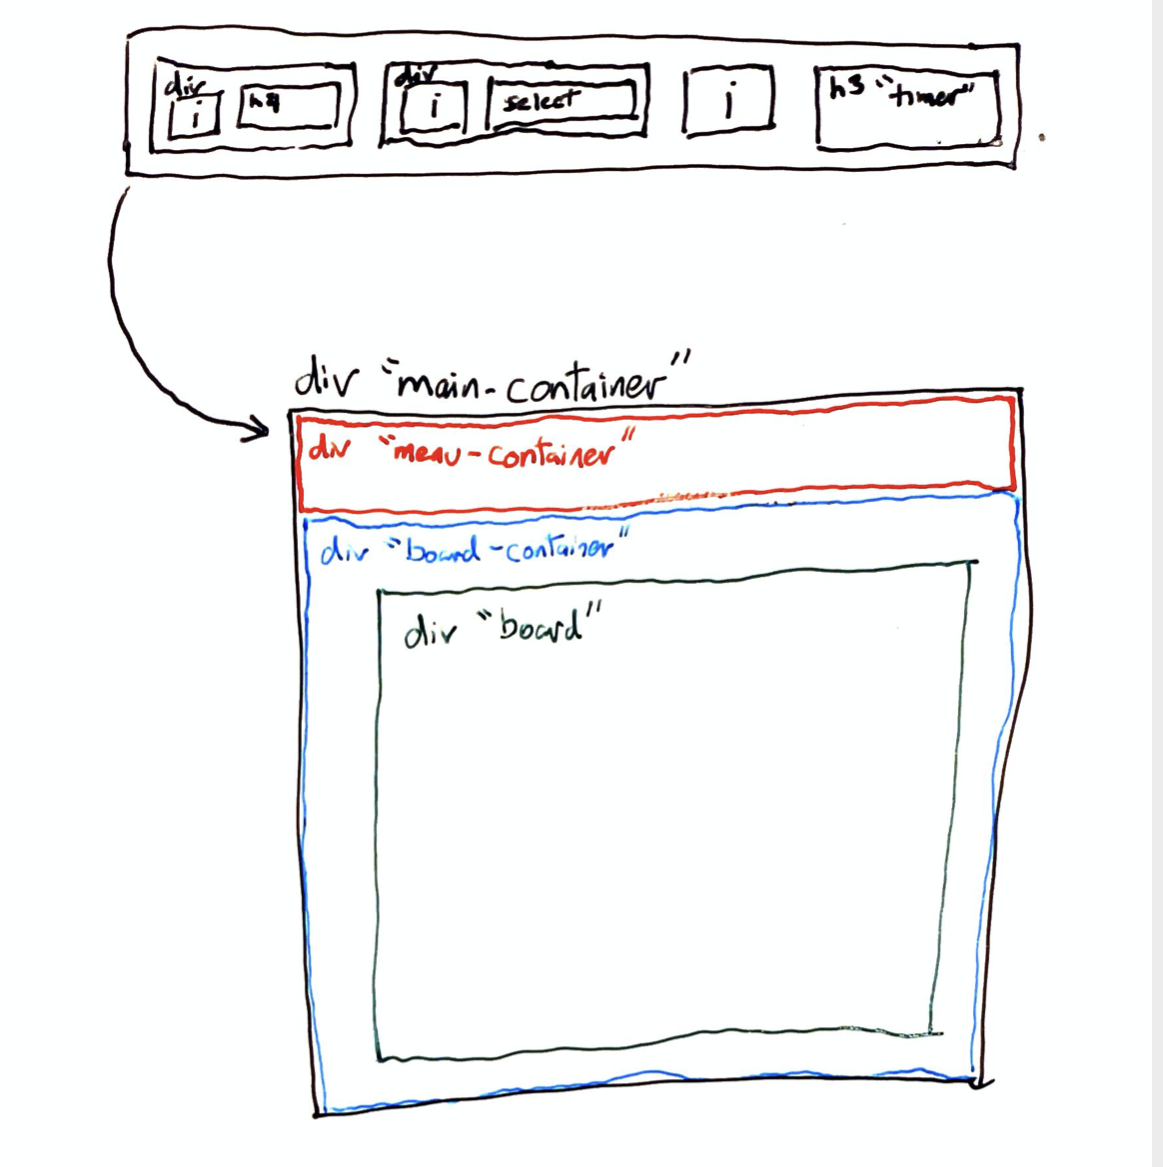 div
i
h4
div
i
select
i
h3 "timer"
div "main-container"
div "menu-container"
div "board-container"
div "board"